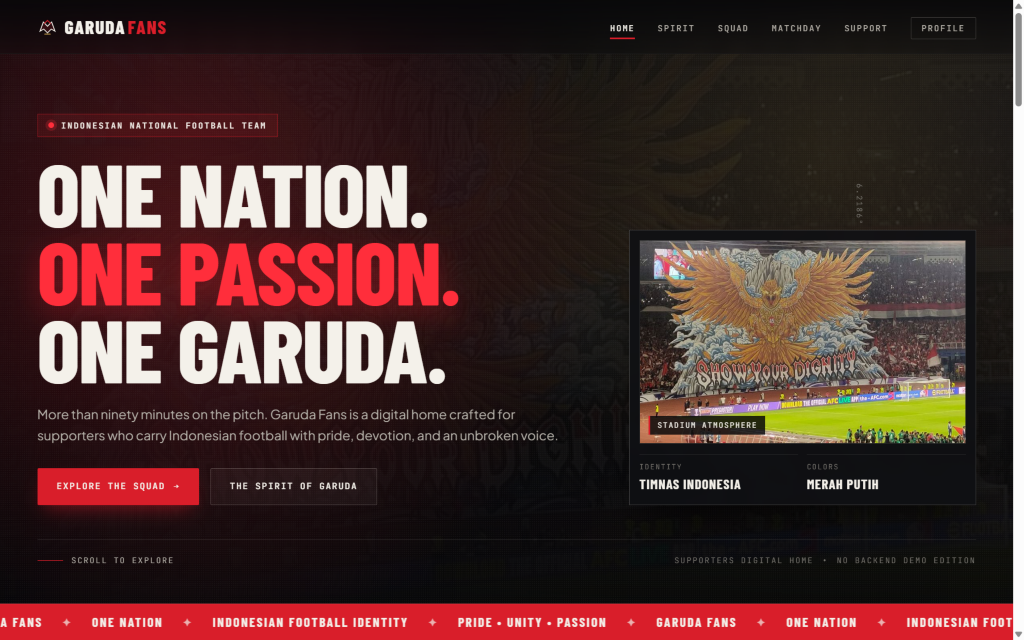 GARUDA FANS
HOME SPIRIT SQUAD MATCHDAY SUPPORT PROFILE
INDONESIAN NATIONAL FOOTBALL TEAM
ONE NATION.
ONE PASSION.
ONE GARUDA.
More than ninety minutes on the pitch. Garuda Fans is a digital home crafted for
supporters who carry Indonesian football with pride, devotion, and an unbroken voice.
EXPLORE THE SQUAD →
THE SPIRIT OF GARUDA
6.2186°
SHOW YOUR DIGNITY
PLAY NOW
STADIUM ATMOSPHERE
IDENTITY
TIMNAS INDONESIA
COLORS
MERAH PUTIH
SCROLL TO EXPLORE
SUPPORTERS DIGITAL HOME • NO BACKEND DEMO EDITION
A FANS ✦ ONE NATION ✦ INDONESIAN FOOTBALL IDENTITY ✦ PRIDE • UNITY • PASSION ✦ GARUDA FANS ✦ ONE NATION ✦ INDONESIAN FOOT